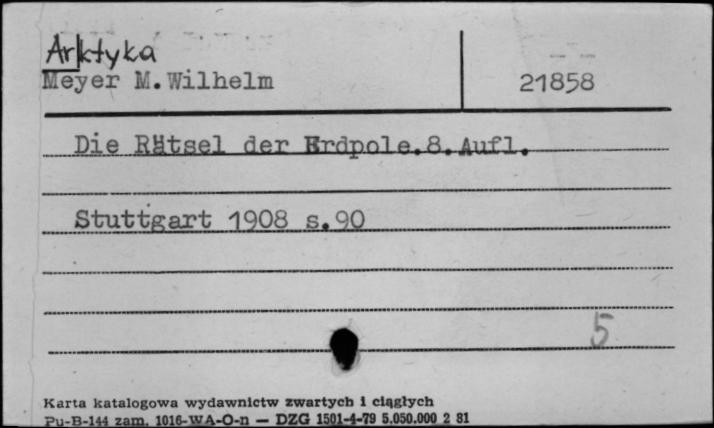 Arktyka
Meyer M.Wilhelm 21858
Die Rätsel der Erdpole.8.Aufl.
Stuttgart 1908 s.90
5
Karta katalogowa wydawnictw zwartych i ciągłych
Pu-B-144 zam. 1016-WA-O-n — DZG 1501-4-79 5.050.000 2 81